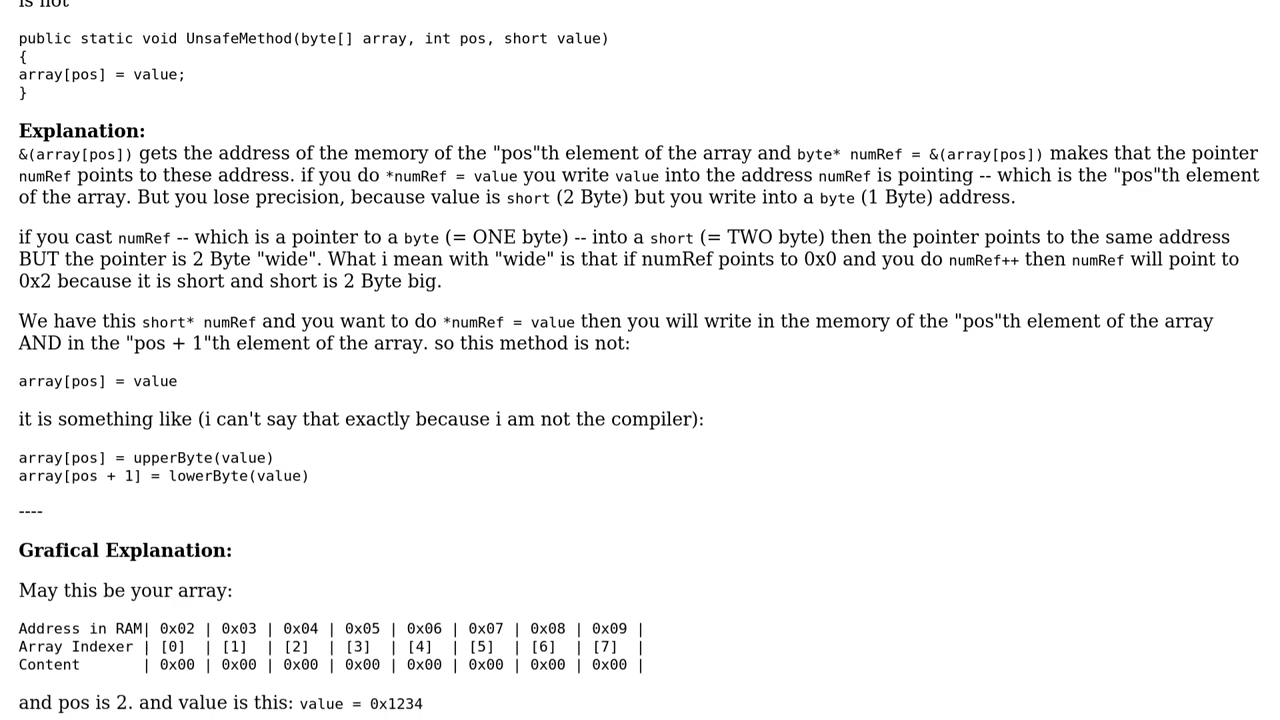 is not
public static void UnsafeMethod(byte[] array, int pos, short value)
{
array[pos] = value;
}
Explanation:
&(array[pos]) gets the address of the memory of the "pos"th element of the array and byte* numRef = &(array[pos]) makes that the pointer
numRef points to these address. if you do *numRef = value you write value into the address numRef is pointing -- which is the "pos"th element
of the array. But you lose precision, because value is short (2 Byte) but you write into a byte (1 Byte) address.
if you cast numRef -- which is a pointer to a byte (= ONE byte) -- into a short (= TWO byte) then the pointer points to the same address
BUT the pointer is 2 Byte "wide". What i mean with "wide" is that if numRef points to 0x0 and you do numRef++ then numRef will point to
0x2 because it is short and short is 2 Byte big.
We have this short* numRef and you want to do *numRef = value then you will write in the memory of the "pos"th element of the array
AND in the "pos + 1"th element of the array. so this method is not:
array[pos] = value
it is something like (i can't say that exactly because i am not the compiler):
array[pos] = upperByte(value)
array[pos + 1] = lowerByte(value)
----
Grafical Explanation:
May this be your array:
Address in RAM| 0x02 | 0x03 | 0x04 | 0x05 | 0x06 | 0x07 | 0x08 | 0x09 |
Array Indexer | [0]  | [1]  | [2]  | [3]  | [4]  | [5]  | [6]  | [7]  |
Content       | 0x00 | 0x00 | 0x00 | 0x00 | 0x00 | 0x00 | 0x00 | 0x00 |
and pos is 2. and value is this: value = 0x1234